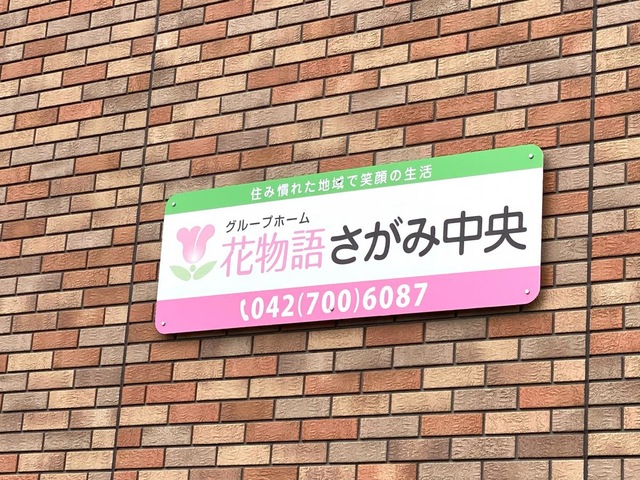 住み慣れた地域で笑顔の生活
グループホーム
花物語さがみ中央
042(700)6087